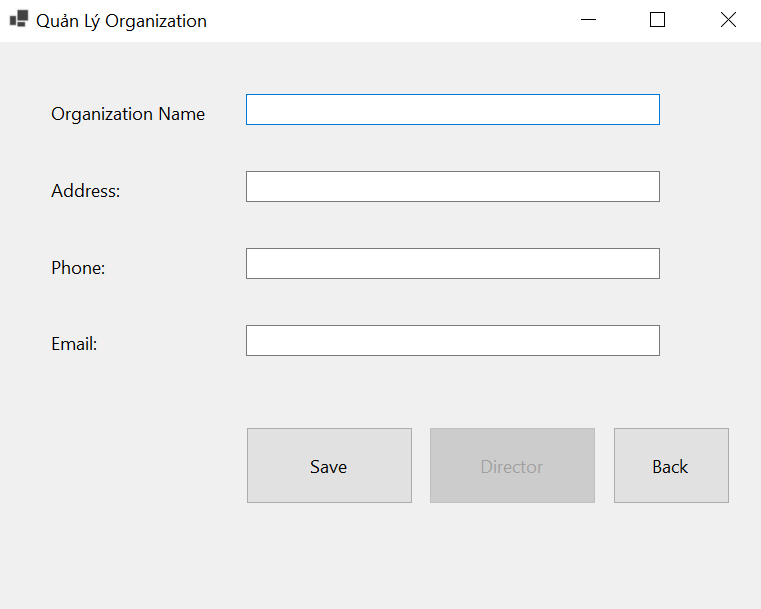 Quản Lý Organization
Organization Name
Address:
Phone:
Email:
Save Director Back